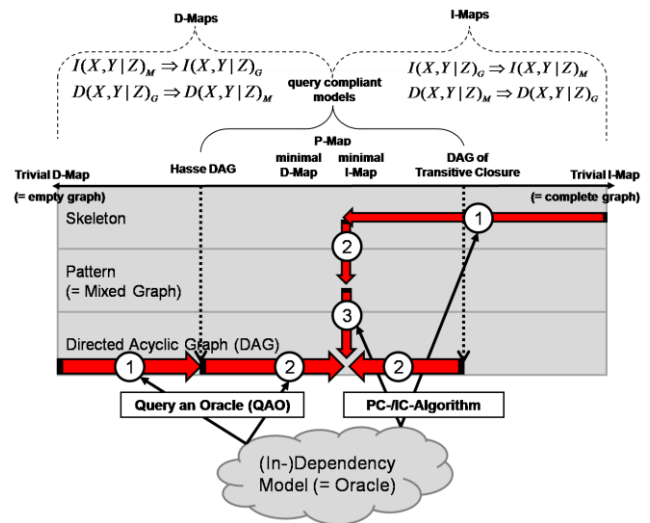 D-Maps
I-Maps
I(X,Y|Z)_M ⇒ I(X,Y|Z)_G
D(X,Y|Z)_G ⇒ D(X,Y|Z)_M
I(X,Y|Z)_G ⇒ I(X,Y|Z)_M
D(X,Y|Z)_M ⇒ D(X,Y|Z)_G
query compliant
models
P-Map
Hasse DAG
minimal
D-Map
minimal
I-Map
DAG of
Transitive Closure
Trivial D-Map
(= empty graph)
Trivial I-Map
(= complete graph)
Skeleton
1
2
Pattern
(= Mixed Graph)
3
Directed Acyclic Graph (DAG)
1
2
2
Query an Oracle (QAO)
PC-/IC-Algorithm
(In-)Dependency
Model (= Oracle)